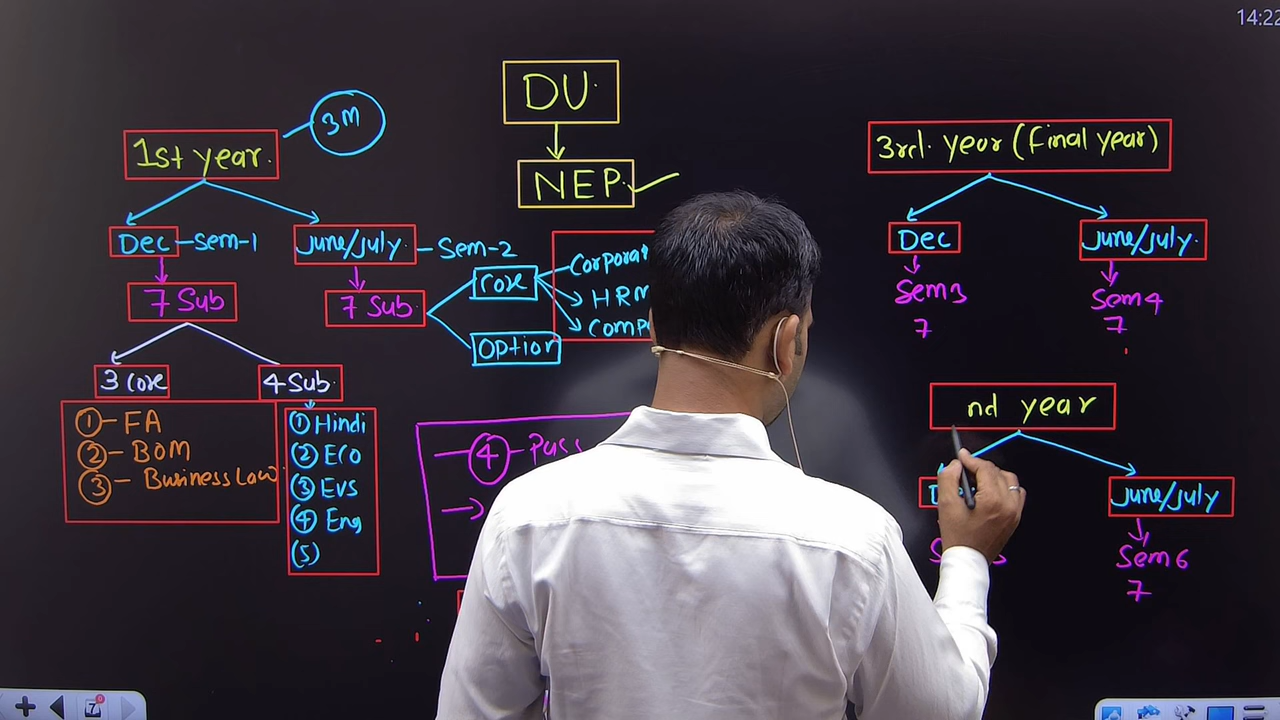 14:22
DU
NEP
1st year
3M
Dec - Sem-1
June/July - Sem-2
7 Sub
7 Sub
3 Core
4 Sub
① - FA
② - BOM
③ - Business Law
① Hindi
② Eco
③ Evs
④ Eng
(5)
Core
Option
HRM
④ - Pass
3rd year (Final year)
Dec
June/July
Sem3
7
Sem4
7
nd year
June/July
Sem6
7
7